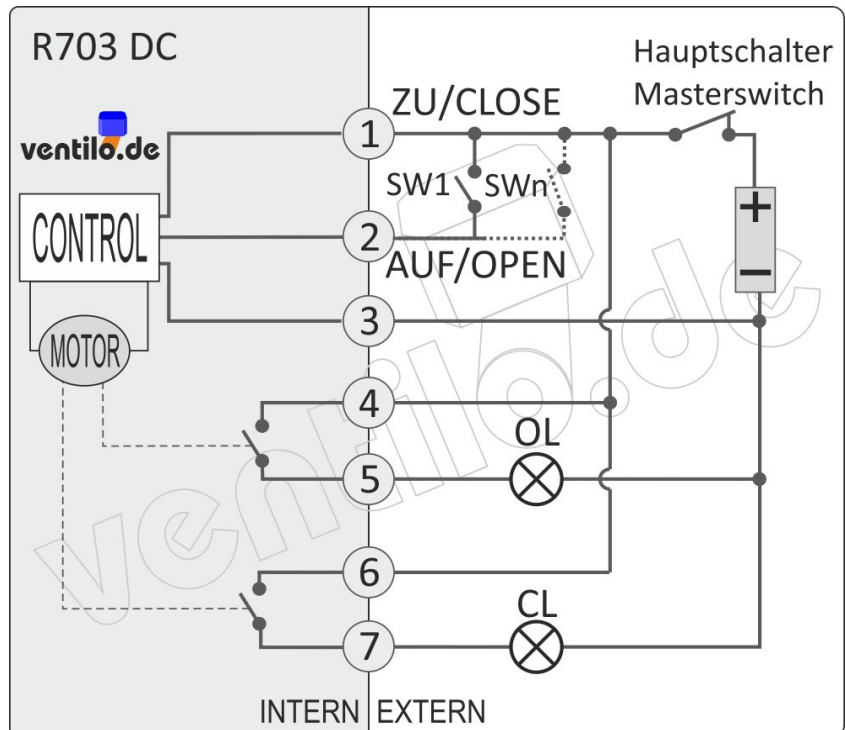 R703 DC
Hauptschalter
Masterswitch
ventilo.de
ZU/CLOSE
1
SW1
SWn
+
CONTROL
2
AUF/OPEN
−
3
MOTOR
4
OL
5
6
CL
7
INTERN
EXTERN
ventilo.de